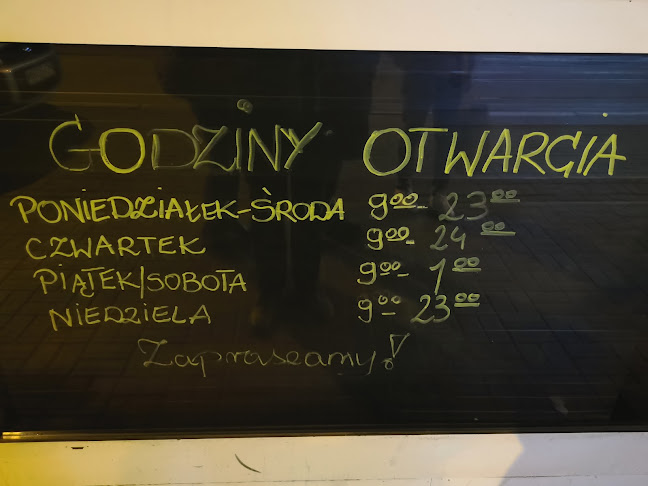 GODZINY OTWARCIA
PONIEDZIAŁEK-ŚRODA 9⁰⁰- 23⁰⁰
CZWARTEK 9⁰⁰- 24⁰⁰
PIĄTEK/SOBOTA 9⁰⁰- 1⁰⁰
NIEDZIELA 9⁰⁰- 23⁰⁰
Zapraszamy!